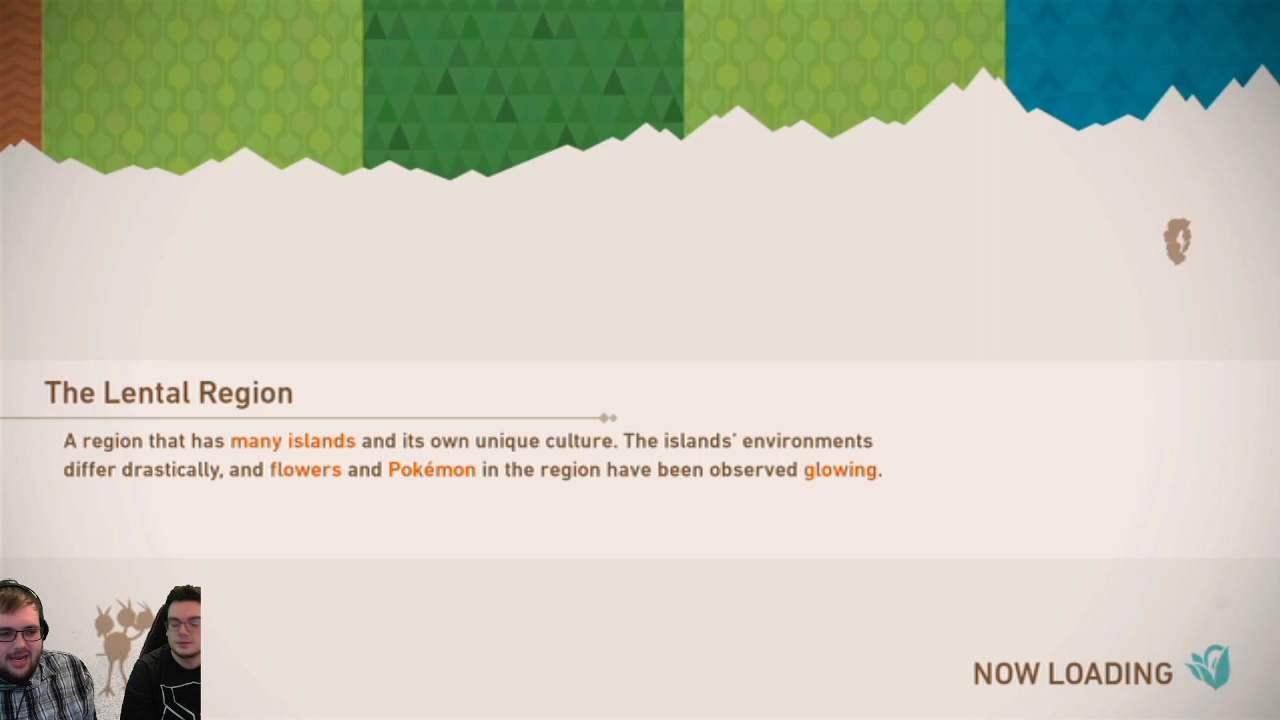 The Lental Region
A region that has many islands and its own unique culture. The islands' environments
differ drastically, and flowers and Pokémon in the region have been observed glowing.
NOW LOADING